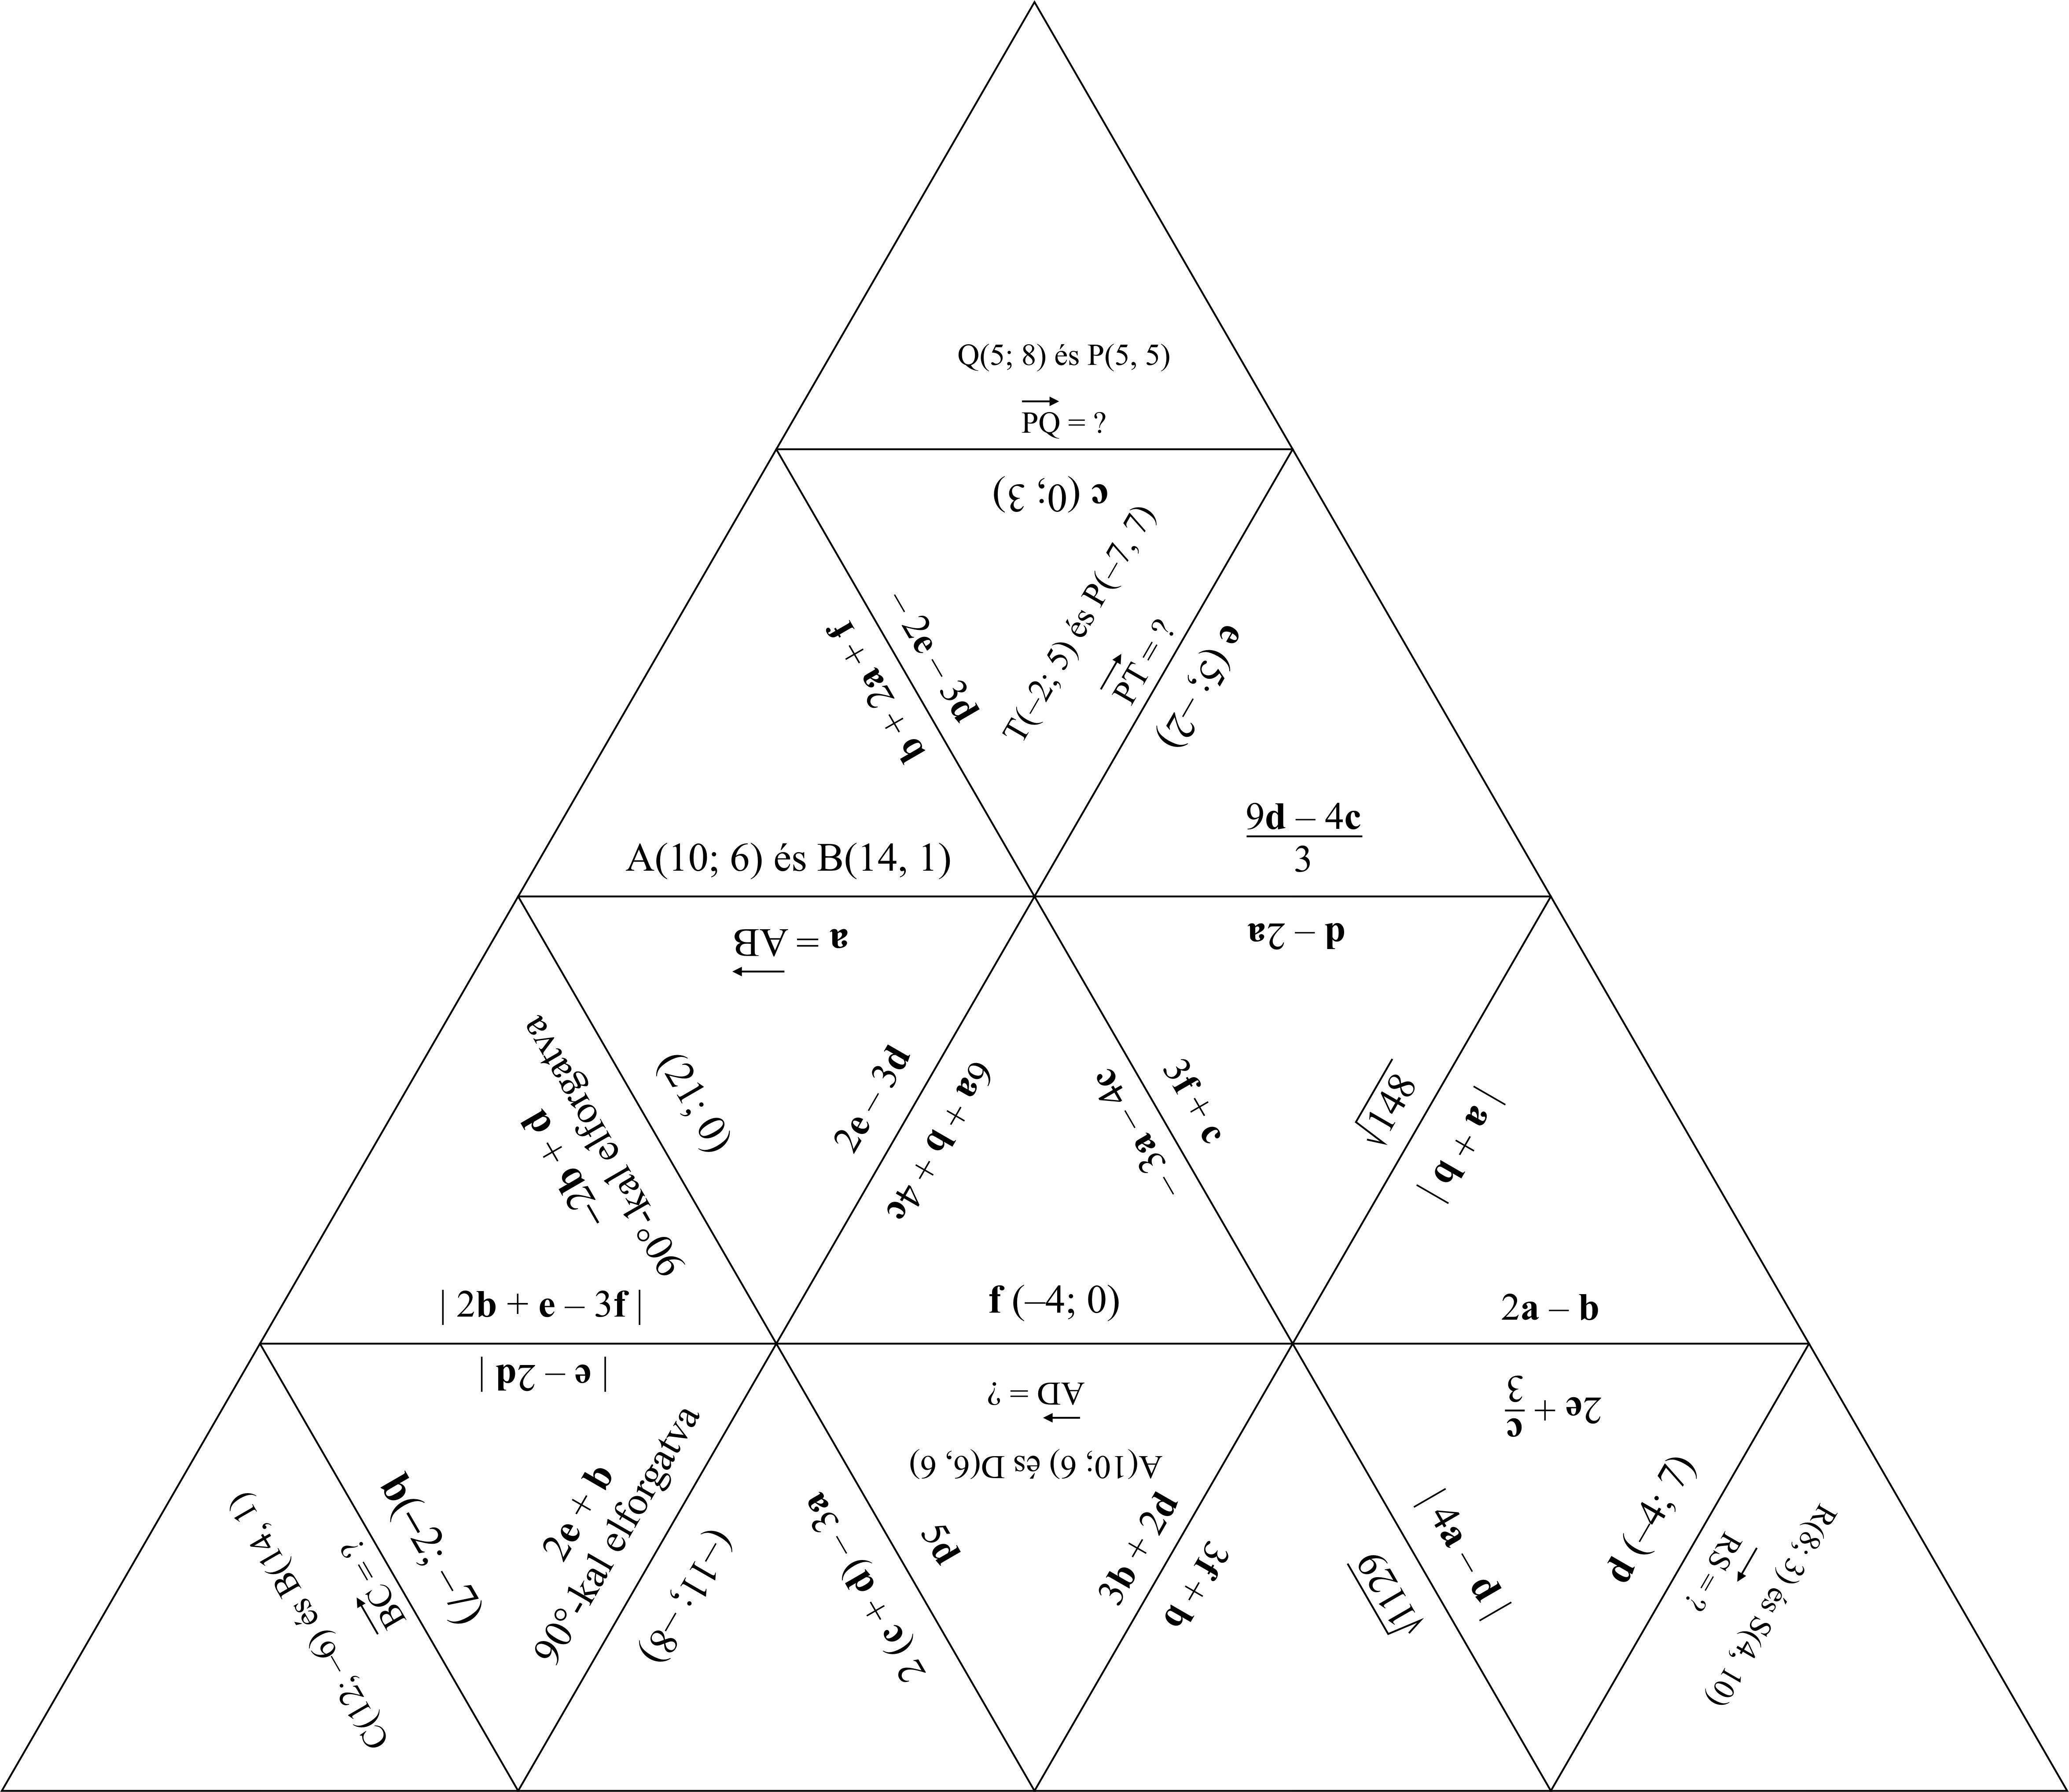 Q(5; 8) és P(5, 5)
PQ = ?
c (0; 3)
b + 2a + f
–2e – 3d
T(–2; 5) és P(–7, 7)
PT = ?
e (5; –2)
A(10; 6) és B(14, 1)
9d – 4c
3
a = AB
d – 2a
–2b + d
90°-kal elforgatva
(21; 0)
2e – 3d
6a + b + 4c
– 3a – 4c
c + 3f
√148
| a + b |
| 2b + e – 3f |
f (–4; 0)
2a – b
| e – 2d |
AD = ?
A(10; 6) és D(6, 6)
2e + c
3
C(12; –6) és B(14, 1)
BC = ?
b(–2; –7)
2e + b
90°-kal elforgatva
(–11; –8)
2(c + d) – 3a
5d
3b + 2d
3f + b
√1129
| 4a – d |
d (–4; 7)
RS = ?
R(8; 3) és S(4, 10)